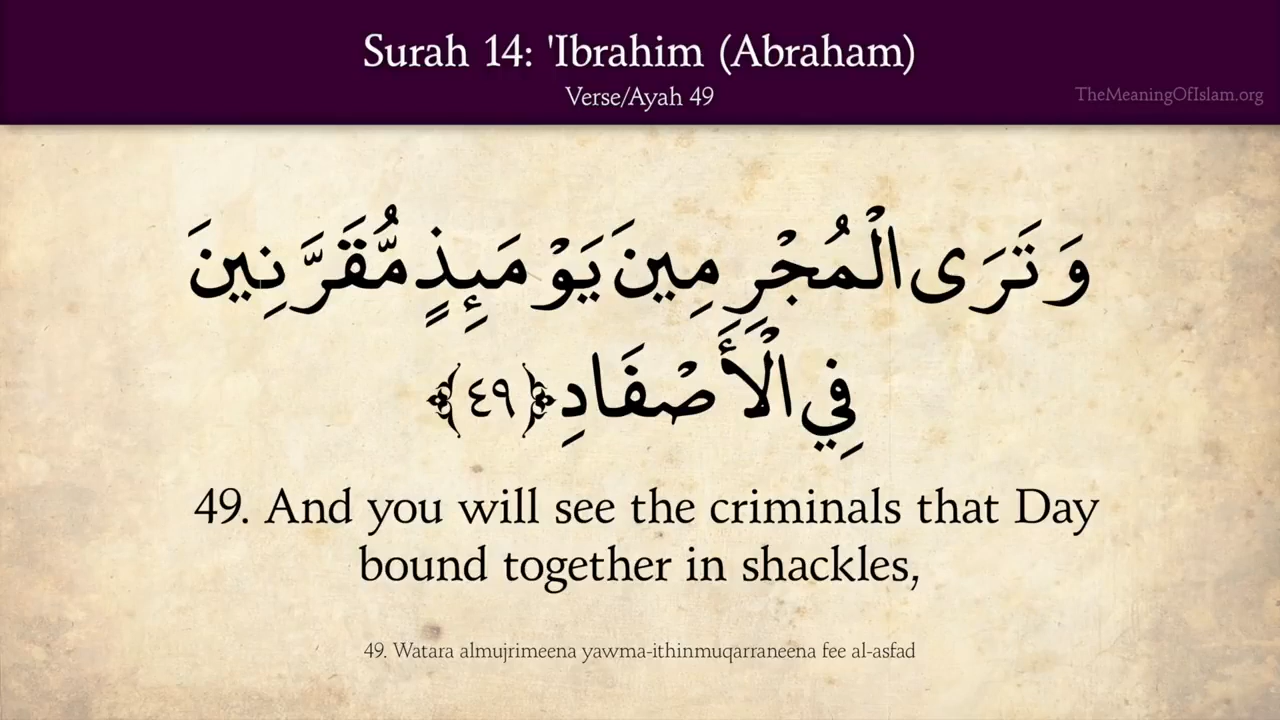 Surah 14: 'Ibrahim (Abraham)
Verse/Ayah 49
TheMeaningOfIslam.org
وَتَرَى الْمُجْرِمِينَ يَوْمَئِذٍ مُّقَرَّنِينَ
فِي الْأَصْفَادِ ﴿٤٩﴾
49. And you will see the criminals that Day
bound together in shackles,
49. Watara almujrimeena yawma-ithinmuqarraneena fee al-asfad